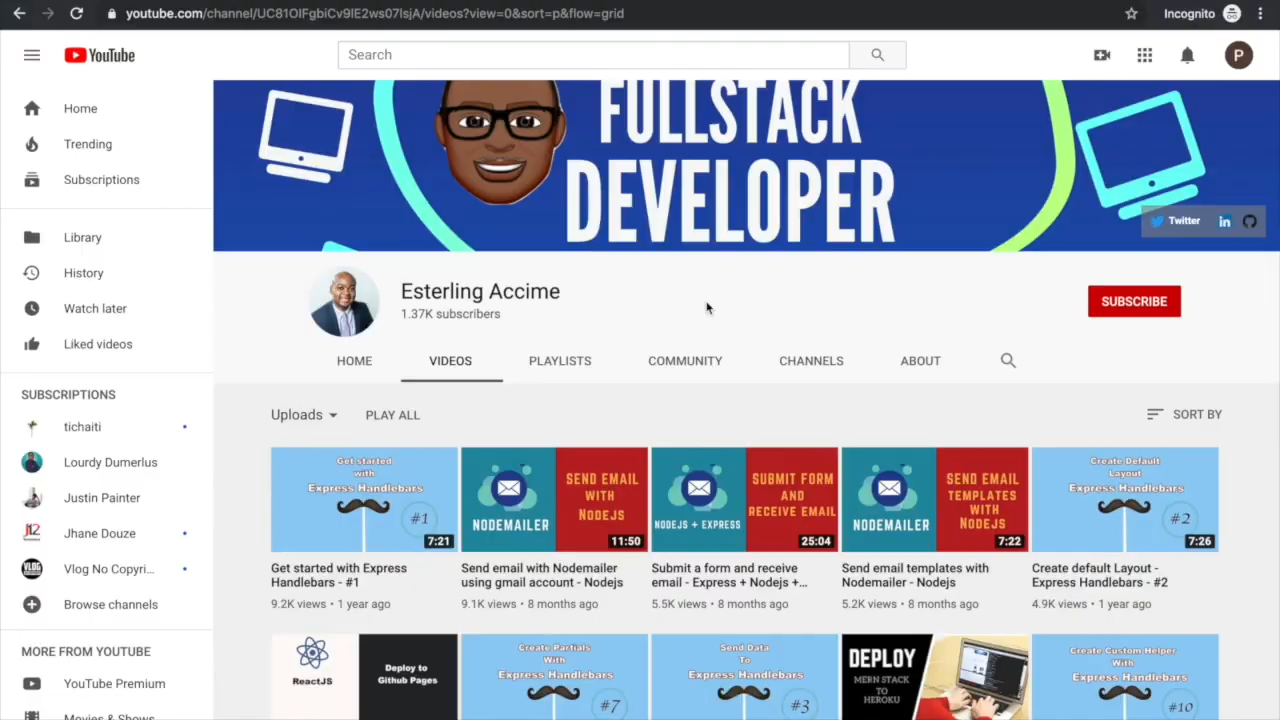 youtube.com/channel/UC81OIFgbiCv9lE2ws07IsjA/videos?view=0&sort=p&flow=grid
Incognito
YouTube
Search
P
Home
Trending
Subscriptions
Library
History
Watch later
Liked videos
SUBSCRIPTIONS
tichaiti
Lourdy Dumerlus
Justin Painter
Jhane Douze
Vlog No Copyri...
Browse channels
MORE FROM YOUTUBE
YouTube Premium
Movies & Shows
FULLSTACK
DEVELOPER
Twitter
in
Esterling Accime
1.37K subscribers
SUBSCRIBE
HOME
VIDEOS
PLAYLISTS
COMMUNITY
CHANNELS
ABOUT
Uploads
PLAY ALL
SORT BY
Get started
with
Express Handlebars
#1
7:21
Get started with Express
Handlebars - #1
9.2K views • 1 year ago
NODEMAILER
SEND EMAIL
WITH
NODEJS
11:50
Send email with Nodemailer
using gmail account - Nodejs
9.1K views • 8 months ago
NODEJS + EXPRESS
SUBMIT FORM
AND
RECEIVE EMAIL
25:04
Submit a form and receive
email - Express + Nodejs +...
5.5K views • 8 months ago
NODEMAILER
SEND EMAIL
TEMPLATES
WITH
NODEJS
7:22
Send email templates with
Nodemailer - Nodejs
5.2K views • 8 months ago
Create Default
Layout
Express Handlebars
#2
7:26
Create default Layout -
Express Handlebars - #2
4.9K views • 1 year ago
REACTJS
Deploy to
Github Pages
Create Partials
With
Express Handlebars
#7
Send Data
To
Express Handlebars
#3
DEPLOY
MERN STACK
TO
HEROKU
Create Custom Helper
With
Express Handlebars
#10